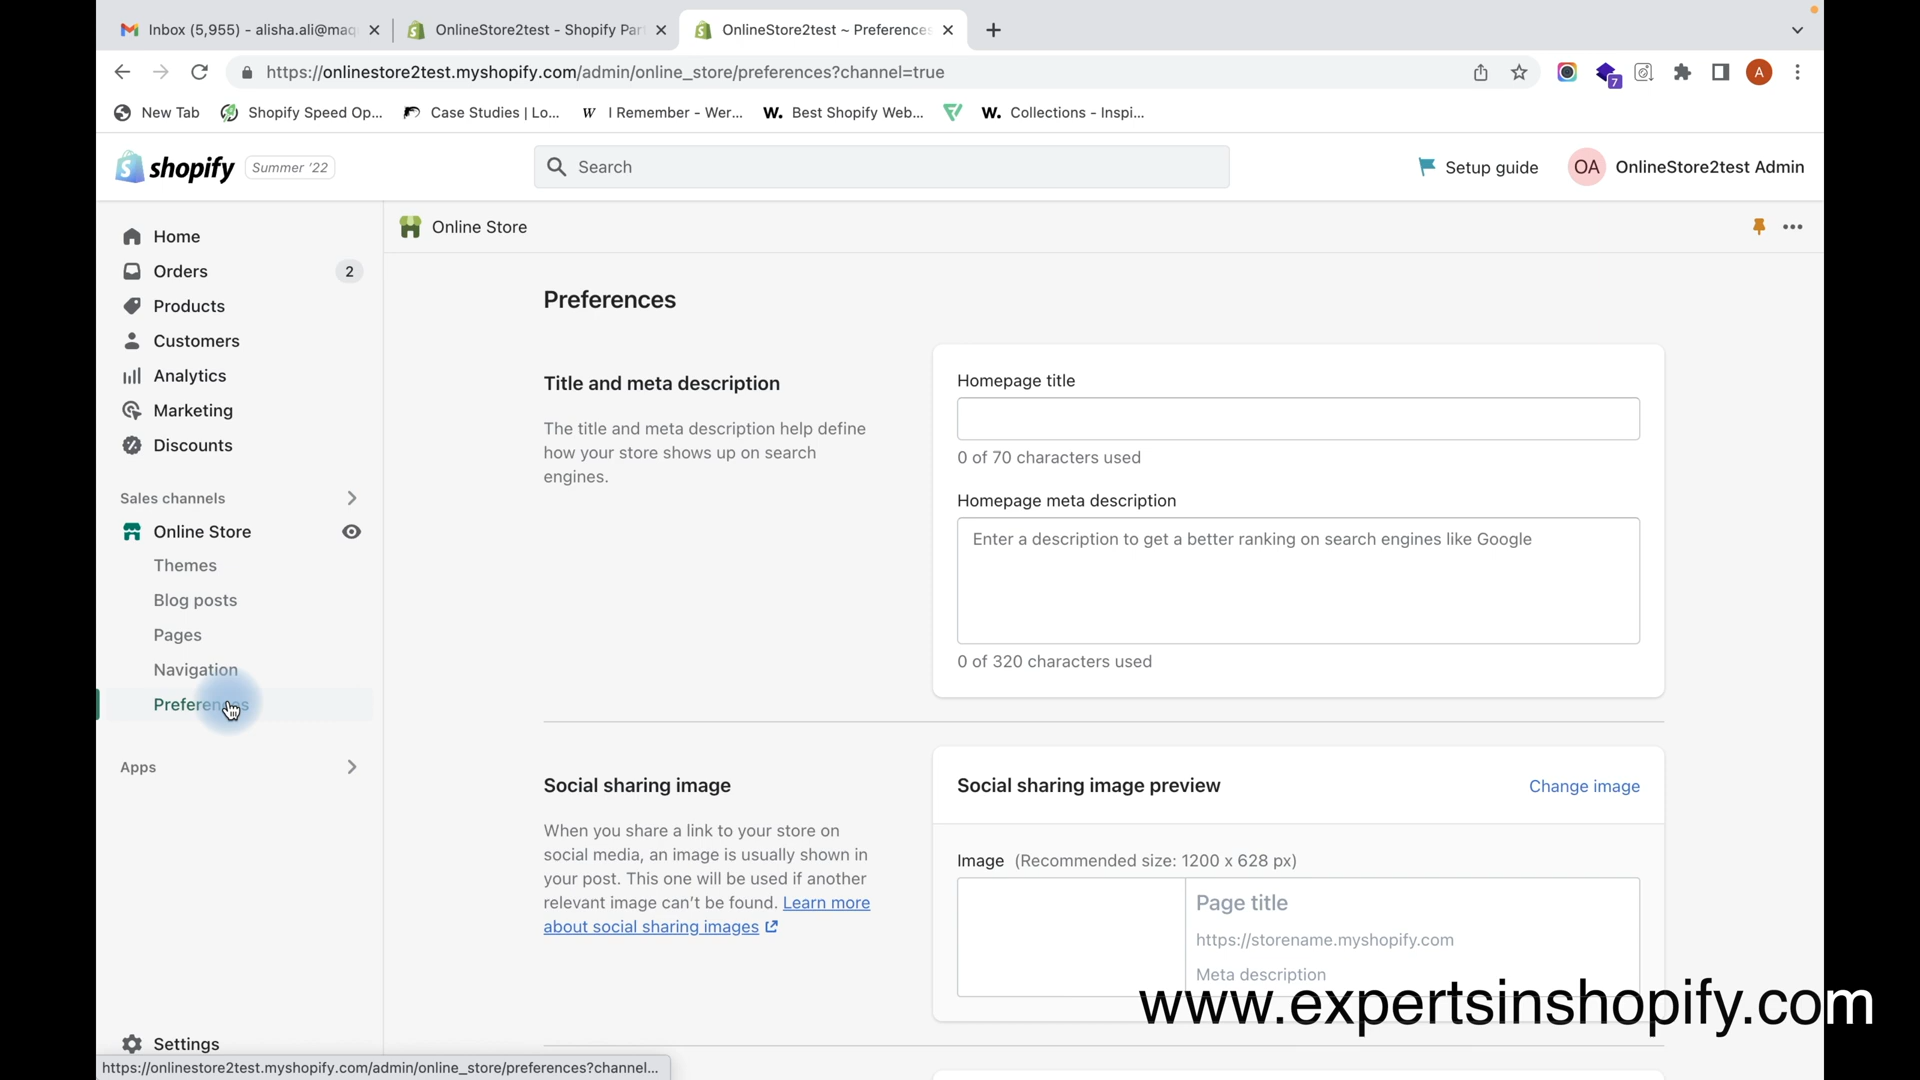 Inbox (5,955) - alisha.ali@maq
OnlineStore2test - Shopify Par
OnlineStore2test ~ Preferences
https://onlinestore2test.myshopify.com/admin/online_store/preferences?channel=true
7
A
New Tab
Shopify Speed Op...
Case Studies | Lo...
W I Remember - Wer...
W. Best Shopify Web...
W. Collections - Inspi...
shopify
Summer '22
Search
Setup guide
OA
OnlineStore2test Admin
Home
Orders
2
Products
Customers
Analytics
Marketing
Discounts
Sales channels
Online Store
Themes
Blog posts
Pages
Navigation
Preferences
Apps
Settings
https://onlinestore2test.myshopify.com/admin/online_store/preferences?channel...
Online Store
Preferences
Title and meta description
The title and meta description help define
how your store shows up on search
engines.
Homepage title
0 of 70 characters used
Homepage meta description
Enter a description to get a better ranking on search engines like Google
0 of 320 characters used
Social sharing image
When you share a link to your store on
social media, an image is usually shown in
your post. This one will be used if another
relevant image can't be found. Learn more
about social sharing images
Social sharing image preview
Change image
Image (Recommended size: 1200 x 628 px)
Page title
https://storename.myshopify.com
Meta description
www.expertsinshopify.com